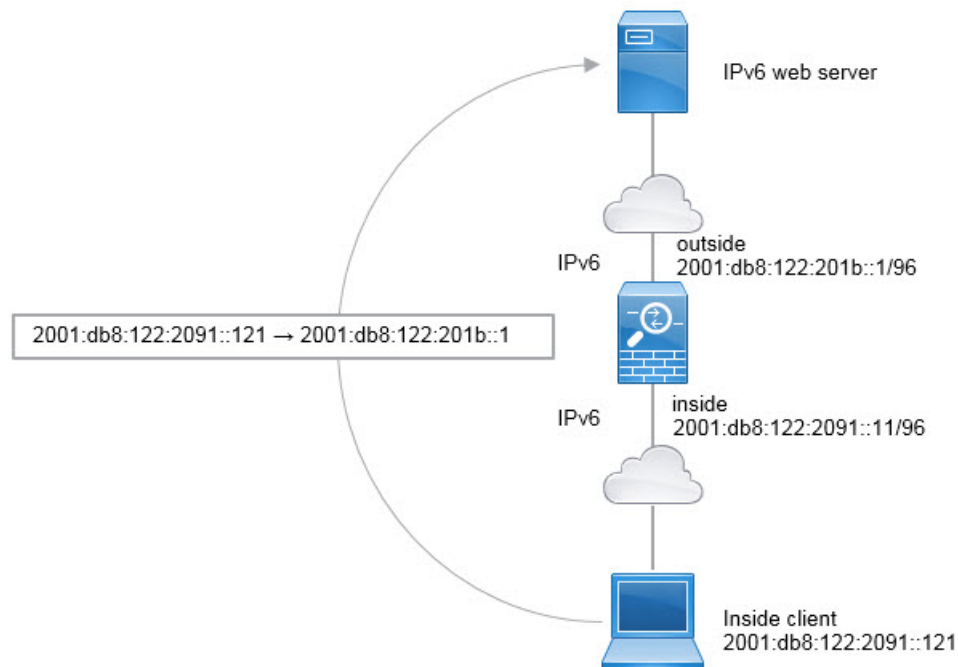 IPv6 web server
outside
IPv6
2001:db8:122:201b::1/96
2001:db8:122:2091::121 → 2001:db8:122:201b::1
inside
IPv6
2001:db8:122:2091::11/96
Inside client
2001:db8:122:2091::121